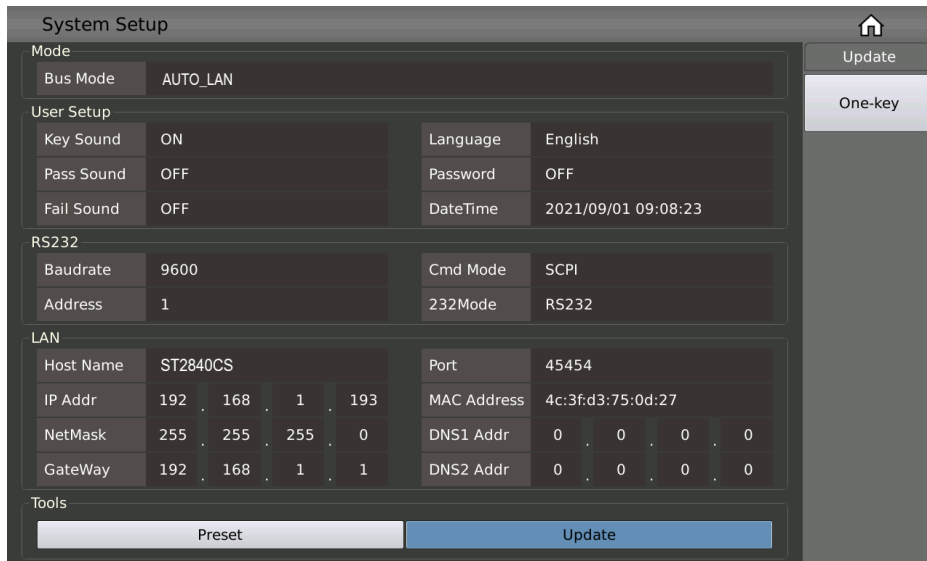 System Setup
Mode
Update
Bus Mode AUTO_LAN
One-key
User Setup
Key Sound ON Language English
Pass Sound OFF Password OFF
Fail Sound OFF DateTime 2021/09/01 09:08:23
RS232
Baudrate 9600 Cmd Mode SCPI
Address 1 232Mode RS232
LAN
Host Name ST2840CS Port 45454
IP Addr 192 . 168 . 1 . 193 MAC Address 4c:3f:d3:75:0d:27
NetMask 255 . 255 . 255 . 0 DNS1 Addr 0 . 0 . 0 . 0
GateWay 192 . 168 . 1 . 1 DNS2 Addr 0 . 0 . 0 . 0
Tools
Preset Update